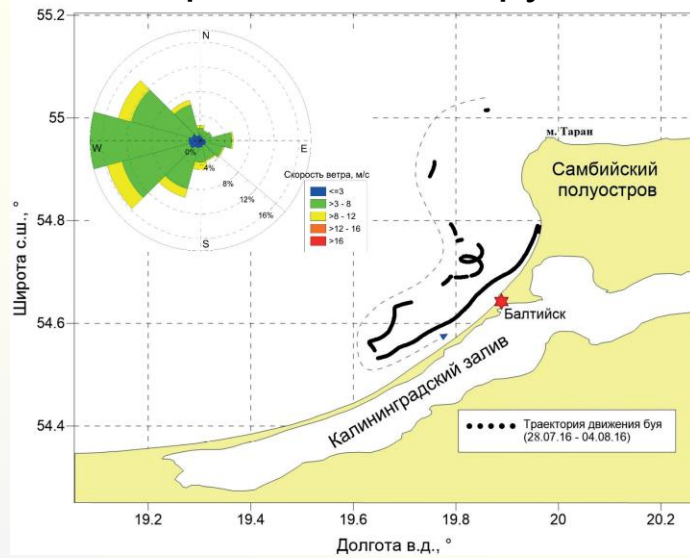 55.2
55
54.8
54.6
54.4
Широта с.ш., °
N
W
E
S
0%
4%
8%
12%
16%
Скорость ветра, м/с
<=3
>3 - 8
>8 - 12
>12 - 16
>16
м. Таран
Самбийский
полуостров
Балтийск
Калининградский залив
Траектория движения буя
(28.07.16 - 04.08.16)
19.2
19.4
19.6
19.8
20
20.2
Долгота в.д., °